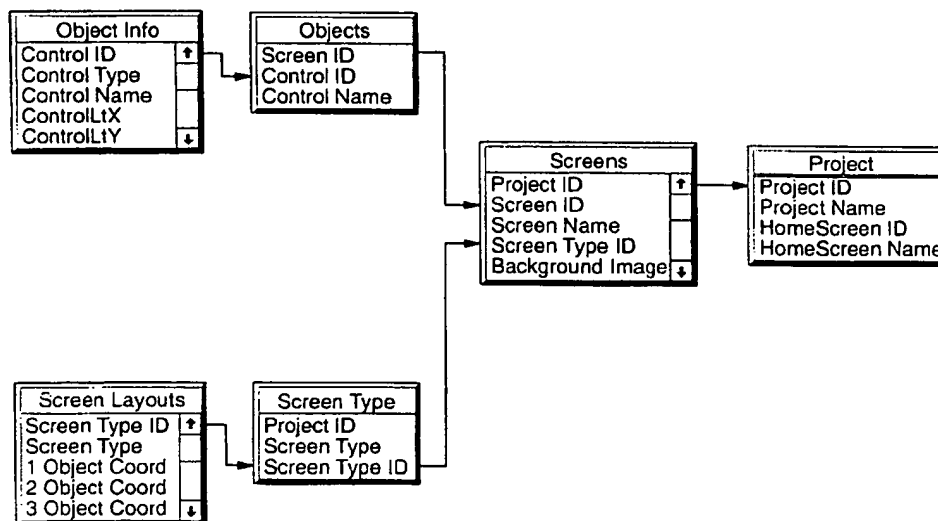 Object Info
Control ID
Control Type
Control Name
ControlLtX
ControlLtY
Objects
Screen ID
Control ID
Control Name
Screens
Project ID
Screen ID
Screen Name
Screen Type ID
Background Image
Project
Project ID
Project Name
HomeScreen ID
HomeScreen Name
Screen Layouts
Screen Type ID
Screen Type
1 Object Coord
2 Object Coord
3 Object Coord
Screen Type
Project ID
Screen Type
Screen Type ID